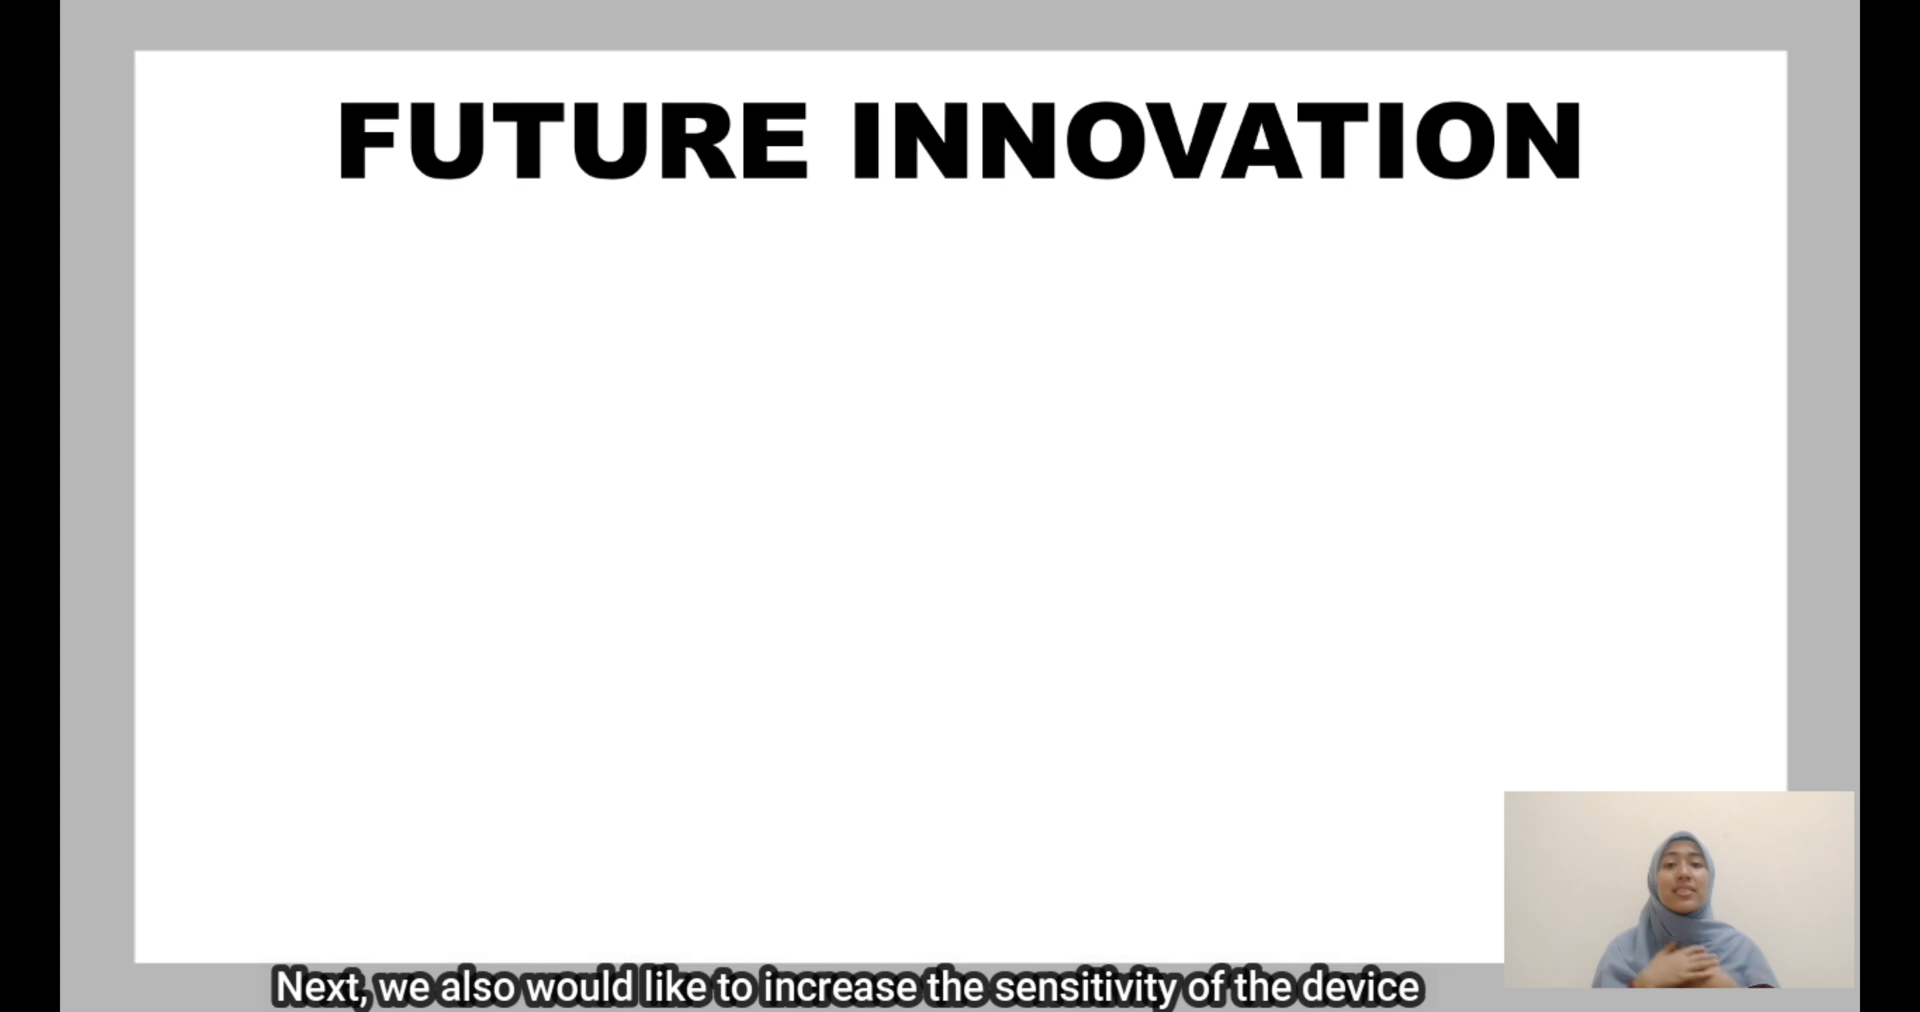 FUTURE INNOVATION
Next, we also would like to increase the sensitivity of the device